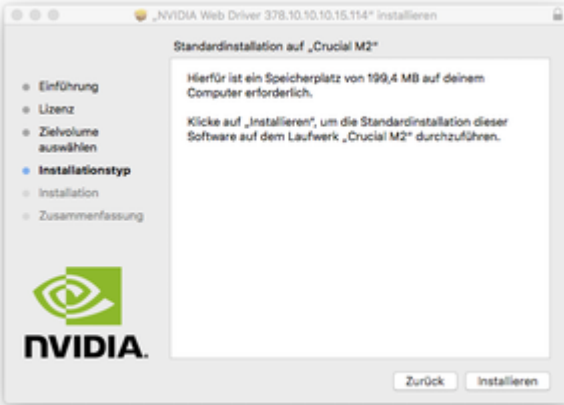 „NVIDIA Web Driver 378.10.10.10.15.114“ installieren
Standardinstallation auf „Crucial M2“
Einführung
Lizenz
Zielvolume
auswählen
Installationstyp
Installation
Zusammenfassung
Hierfür ist ein Speicherplatz von 199,4 MB auf deinem
Computer erforderlich.
Klicke auf „Installieren“, um die Standardinstallation dieser
Software auf dem Laufwerk „Crucial M2“ durchzuführen.
NVIDIA.
Zurück
Installieren